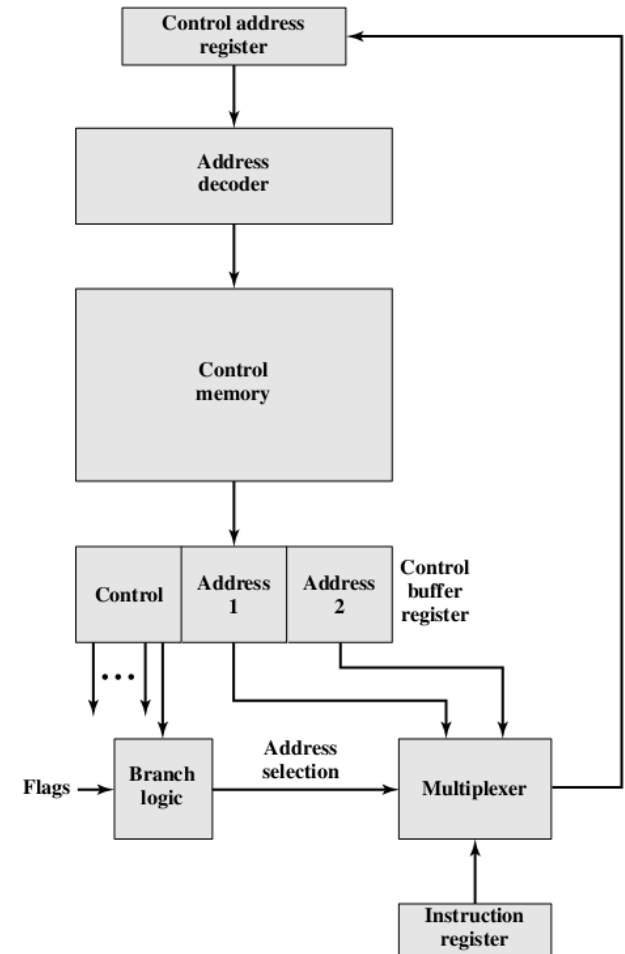 Control address
register
Address
decoder
Control
memory
Control
Address
1
Address
2
Control
buffer
register
• • •
Flags
Branch
logic
Address
selection
Multiplexer
Instruction
register